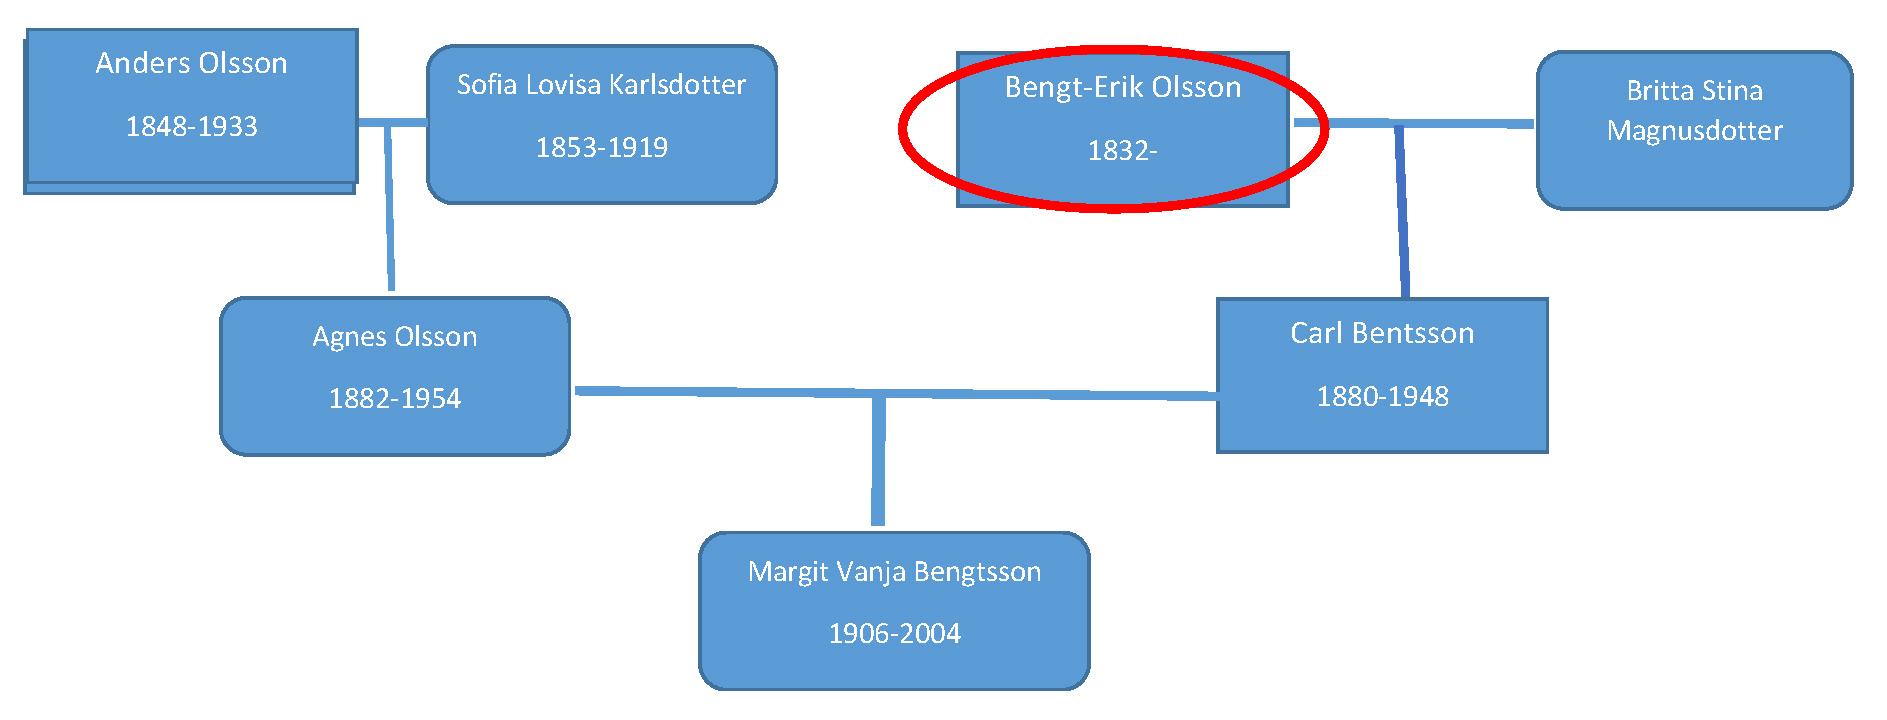 Anders Olsson
1848-1933
Sofia Lovisa Karlsdotter
1853-1919
Bengt-Erik Olsson
1832-
Britta Stina
Magnusdotter
Agnes Olsson
1882-1954
Carl Bentsson
1880-1948
Margit Vanja Bengtsson
1906-2004